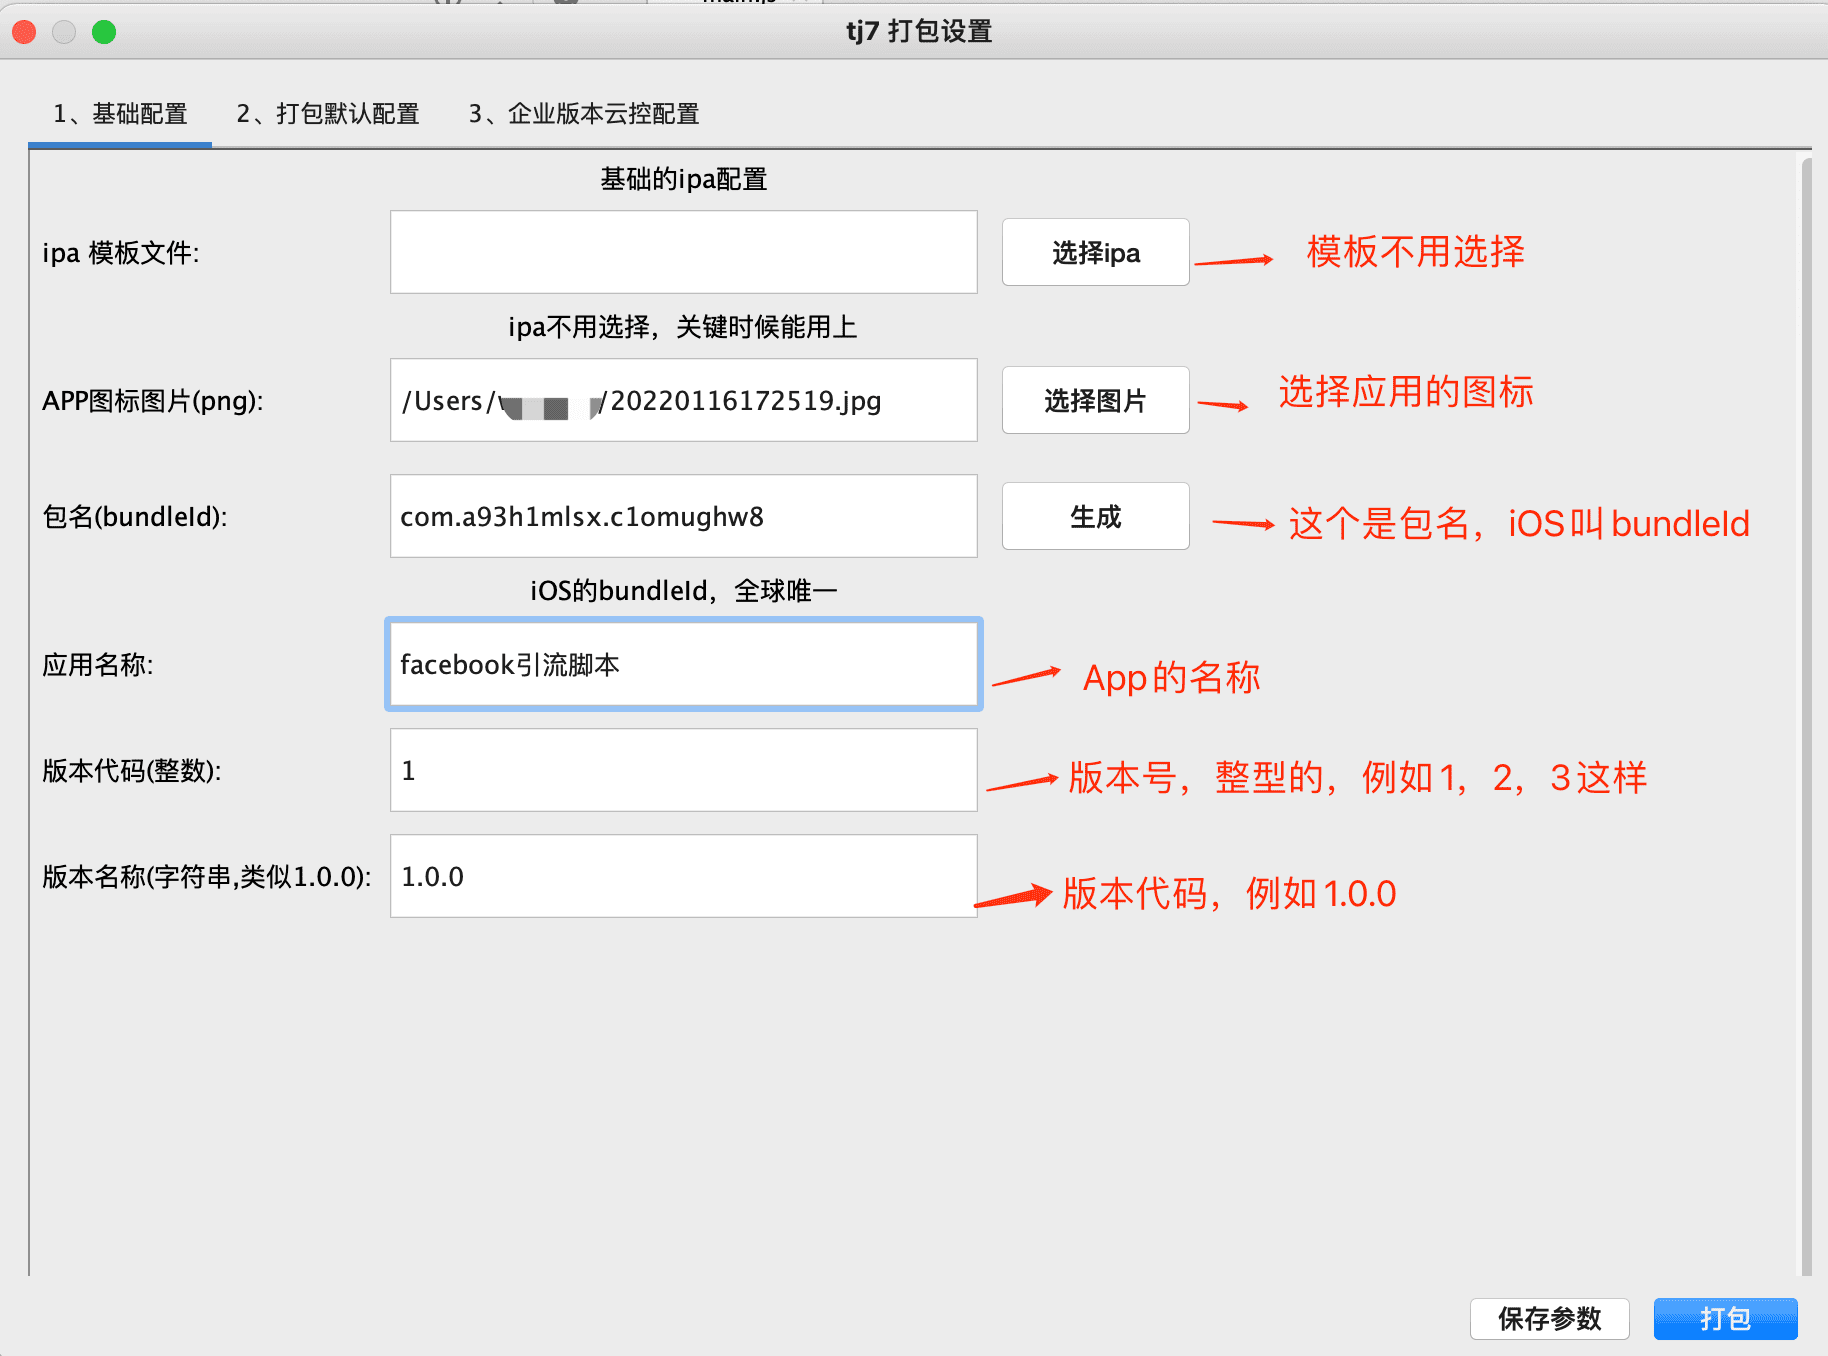 tj7 打包设置
1、基础配置 2、打包默认配置 3、企业版本云控配置
基础的ipa配置
ipa 模板文件: 选择ipa 模板不用选择
ipa不用选择，关键时候能用上
APP图标图片(png): /Users/ /20220116172519.jpg 选择图片 选择应用的图标
包名(bundleId): com.a93h1mlsx.c1omughw8 生成 这个是包名，iOS叫bundleId
iOS的bundleId，全球唯一
应用名称: facebook引流脚本 App的名称
版本代码(整数): 1 版本号，整型的，例如1，2，3这样
版本名称(字符串,类似1.0.0): 1.0.0 版本代码，例如1.0.0
保存参数 打包